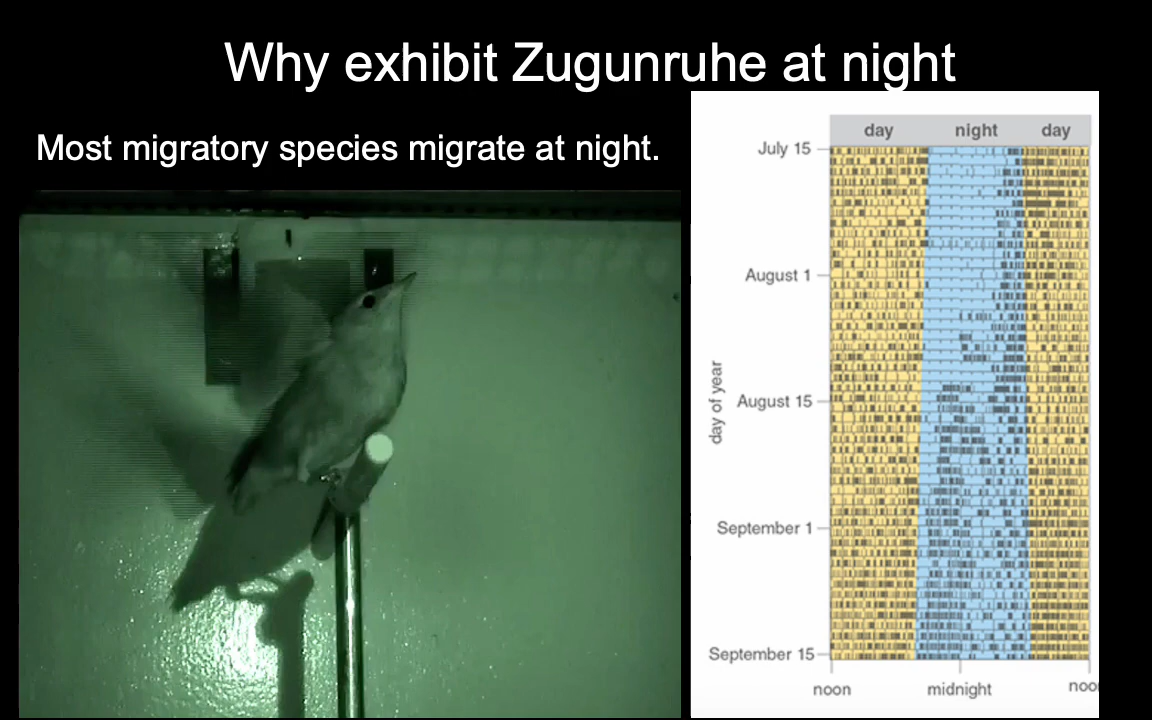 Why exhibit Zugunruhe at night
Most migratory species migrate at night.
day night day
July 15
August 1
August 15
September 1
September 15
day of year
noon midnight noo